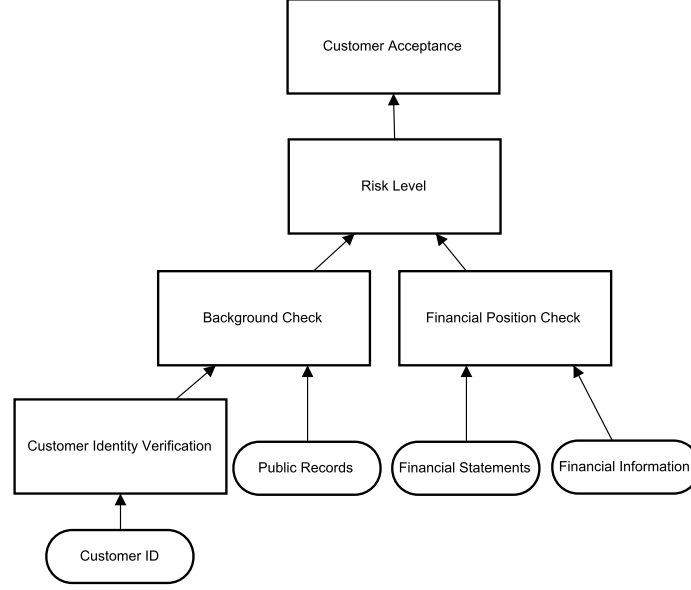 Customer Acceptance
Risk Level
Background Check
Financial Position Check
Customer Identity Verification
Public Records
Financial Statements
Financial Information
Customer ID